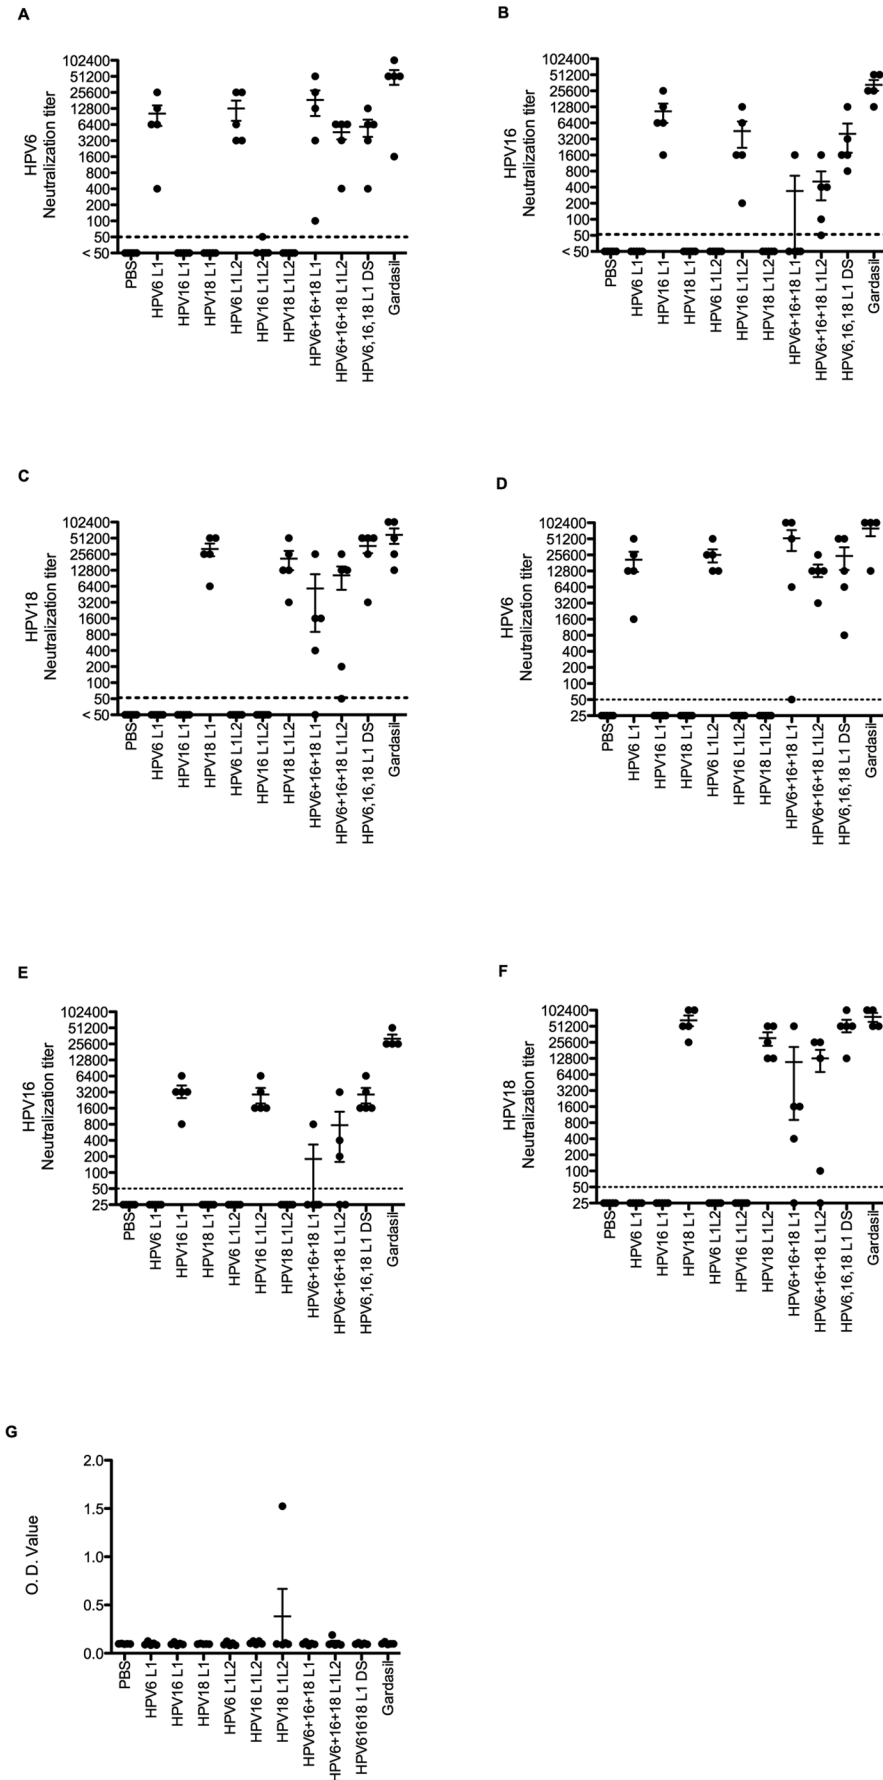 A
HPV6
Neutralization titer
102400
51200
25600
12800
6400
3200
1600
800
400
200
100
50
< 50
PBS
HPV6 L1
HPV16 L1
HPV18 L1
HPV6 L1L2
HPV16 L1L2
HPV18 L1L2
HPV6+16+18 L1
HPV6+16+18 L1L2
HPV6,16,18 L1 DS
Gardasil
B
HPV16
Neutralization titer
102400
51200
25600
12800
6400
3200
1600
800
400
200
100
50
< 50
PBS
HPV6 L1
HPV16 L1
HPV18 L1
HPV6 L1L2
HPV16 L1L2
HPV18 L1L2
HPV6+16+18 L1
HPV6+16+18 L1L2
HPV6,16,18 L1 DS
Gardasil
C
HPV18
Neutralization titer
102400
51200
25600
12800
6400
3200
1600
800
400
200
100
50
< 50
PBS
HPV6 L1
HPV16 L1
HPV18 L1
HPV6 L1L2
HPV16 L1L2
HPV18 L1L2
HPV6+16+18 L1
HPV6+16+18 L1L2
HPV6,16,18 L1 DS
Gardasil
D
HPV6
Neutralization titer
102400
51200
25600
12800
6400
3200
1600
800
400
200
100
50
25
PBS
HPV6 L1
HPV16 L1
HPV18 L1
HPV6 L1L2
HPV16 L1L2
HPV18 L1L2
HPV6+16+18 L1
HPV6+16+18 L1L2
HPV6,16,18 L1 DS
Gardasil
E
HPV16
Neutralization titer
102400
51200
25600
12800
6400
3200
1600
800
400
200
100
50
25
PBS
HPV6 L1
HPV16 L1
HPV18 L1
HPV6 L1L2
HPV16 L1L2
HPV18 L1L2
HPV6+16+18 L1
HPV6+16+18 L1L2
HPV6,16,18 L1 DS
Gardasil
F
HPV18
Neutralization titer
102400
51200
25600
12800
6400
3200
1600
800
400
200
100
50
25
PBS
HPV6 L1
HPV16 L1
HPV18 L1
HPV6 L1L2
HPV16 L1L2
HPV18 L1L2
HPV6+16+18 L1
HPV6+16+18 L1L2
HPV6,16,18 L1 DS
Gardasil
G
O.D. Value
2.0
1.5
1.0
0.5
0.0
PBS
HPV6 L1
HPV16 L1
HPV18 L1
HPV6 L1L2
HPV16 L1L2
HPV18 L1L2
HPV6+16+18 L1
HPV6+16+18 L1L2
HPV61618 L1 DS
Gardasil